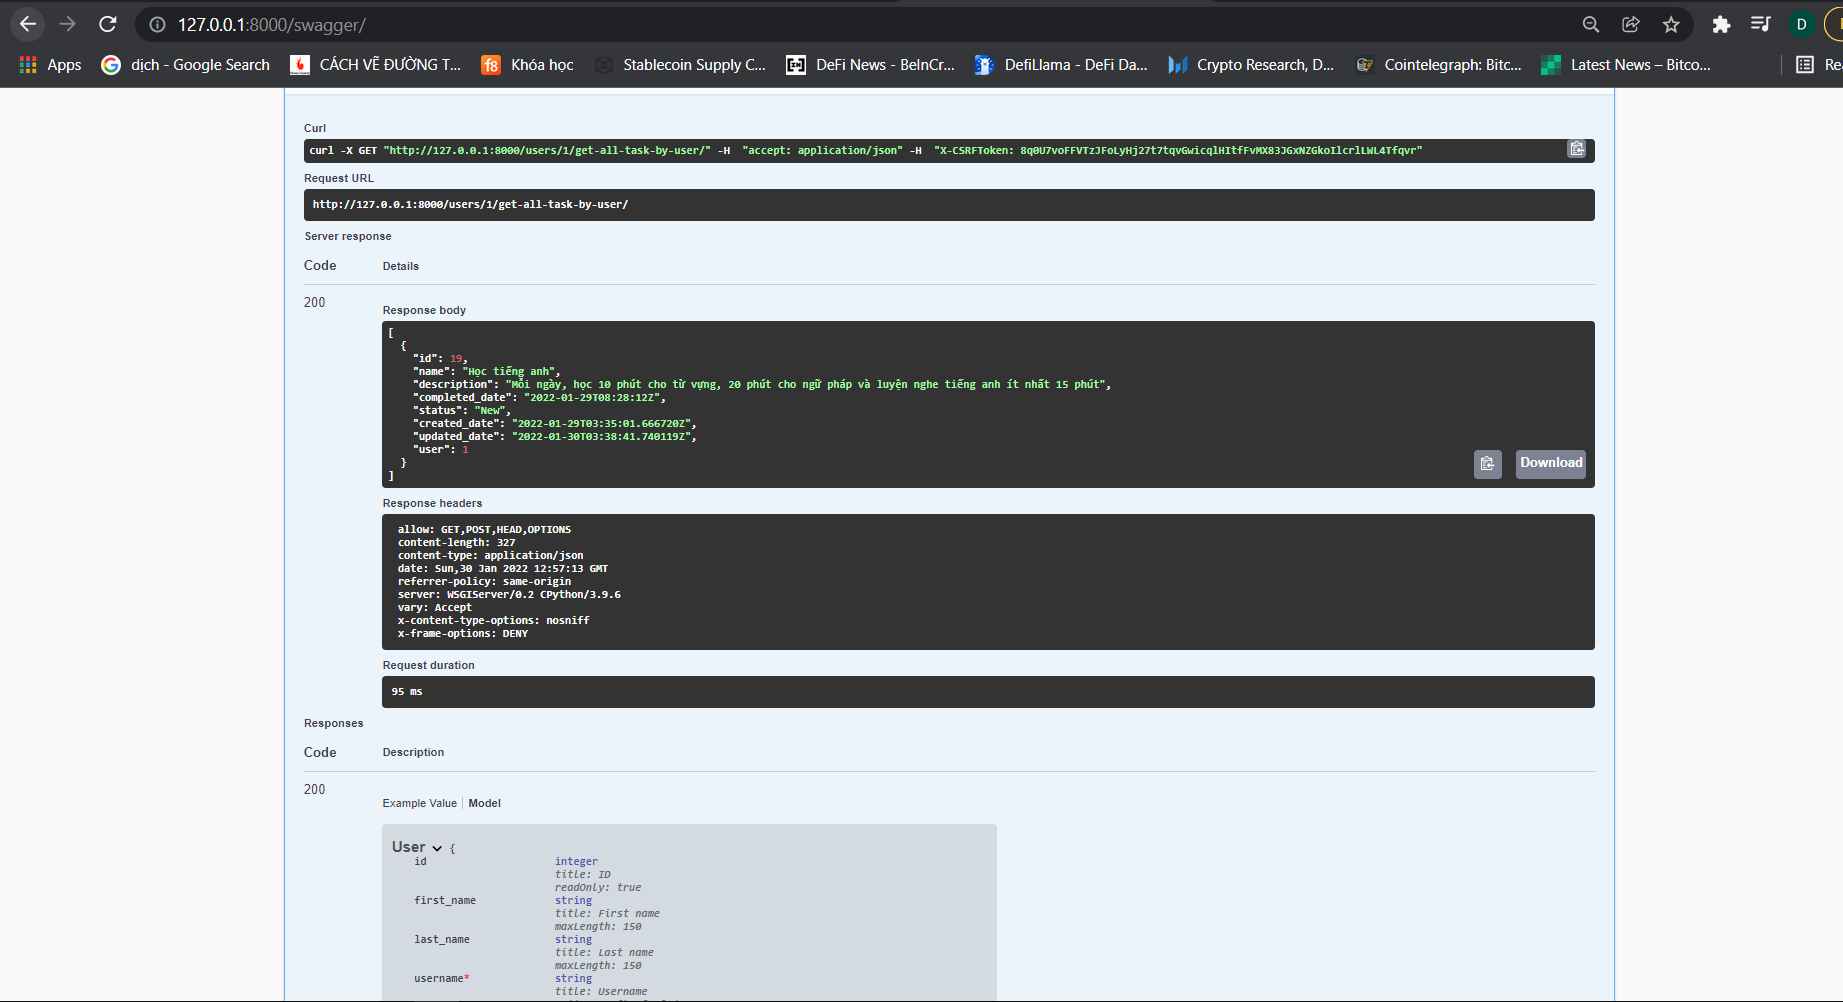 127.0.0.1:8000/swagger/
D
Apps
dịch - Google Search
CÁCH VẼ ĐƯỜNG T...
f8 Khóa học
Stablecoin Supply C...
DeFi News - BeInCr...
DefiLlama - DeFi Da...
Crypto Research, D...
Cointelegraph: Bitc...
Latest News – Bitco...
Curl
curl -X GET "http://127.0.0.1:8000/users/1/get-all-task-by-user/" -H  "accept: application/json" -H  "X-CSRFToken: 8q0U7voFFVTzJFoLyHj27t7tqvGwicqlHItfFvMX83JGxNZGkoIlcrlLWL4Tfqvr"
Request URL
http://127.0.0.1:8000/users/1/get-all-task-by-user/
Server response
Code Details
200
Response body
[
{
"id": 19,
"name": "Học tiếng anh",
"description": "Mỗi ngày, học 10 phút cho từ vựng, 20 phút cho ngữ pháp và luyện nghe tiếng anh ít nhất 15 phút",
"completed_date": "2022-01-29T08:28:12Z",
"status": "New",
"created_date": "2022-01-29T03:35:01.666720Z",
"updated_date": "2022-01-30T03:38:41.740119Z",
"user": 1
}
]
Download
Response headers
allow: GET,POST,HEAD,OPTIONS
content-length: 327
content-type: application/json
date: Sun,30 Jan 2022 12:57:13 GMT
referrer-policy: same-origin
server: WSGIServer/0.2 CPython/3.9.6
vary: Accept
x-content-type-options: nosniff
x-frame-options: DENY
Request duration
95 ms
Responses
Code Description
200
Example Value Model
User {
id integer
title: ID
readOnly: true
first_name string
title: First name
maxLength: 150
last_name string
title: Last name
maxLength: 150
username* string
title: Username